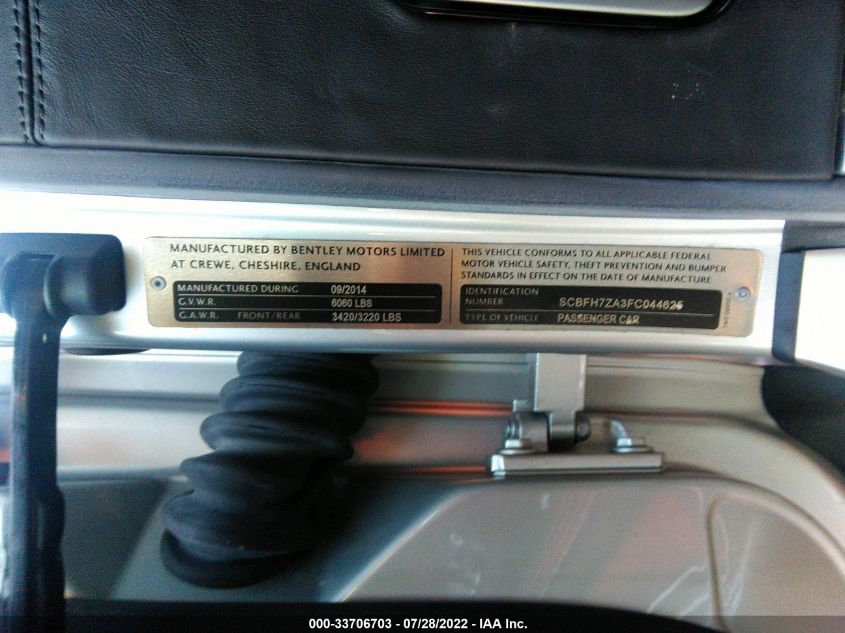 MANUFACTURED BY BENTLEY MOTORS LIMITED
AT CREWE, CHESHIRE, ENGLAND
MANUFACTURED DURING 09/2014
G.V.W.R. 6060 LBS
G.A.W.R. FRONT/REAR 3420/3220 LBS
THIS VEHICLE CONFORMS TO ALL APPLICABLE FEDERAL
MOTOR VEHICLE SAFETY, THEFT PREVENTION AND BUMPER
STANDARDS IN EFFECT ON THE DATE OF MANUFACTURE
IDENTIFICATION
NUMBER SCBFH7ZA3FC044625
TYPE OF VEHICLE PASSENGER CAR
000-33706703 - 07/28/2022 - IAA Inc.